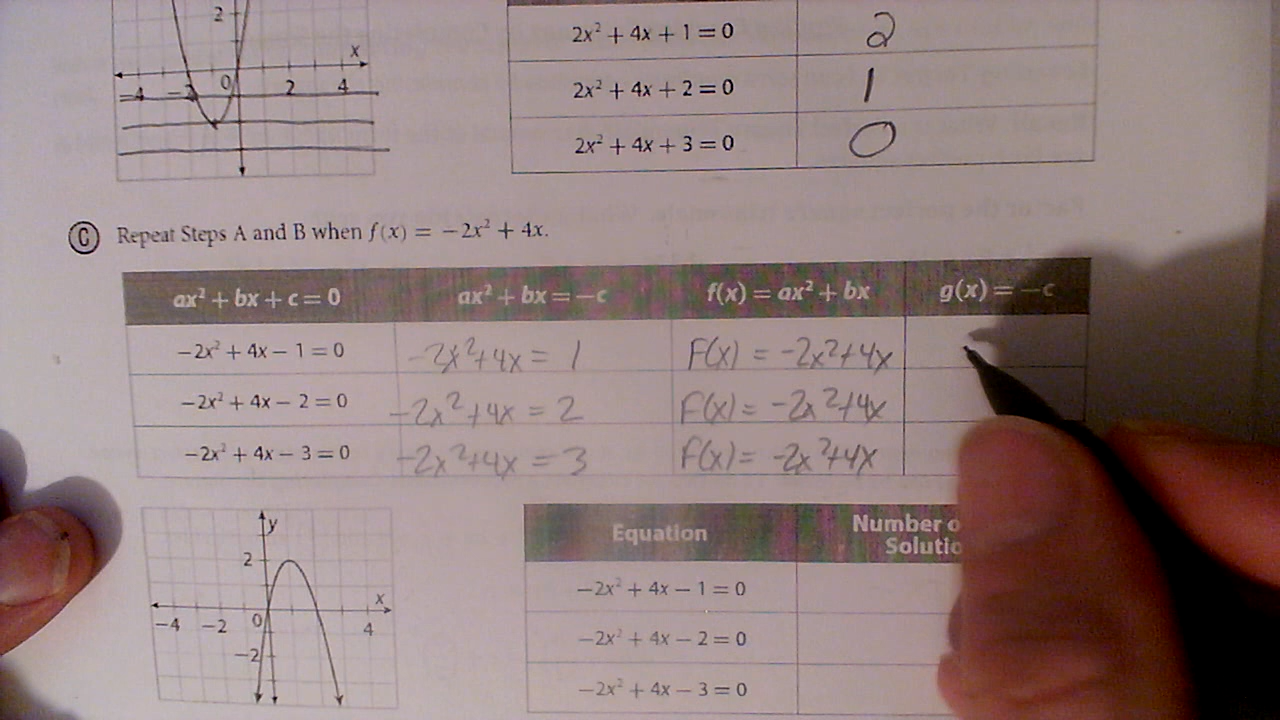 2
x
-4 -2 0 2 4
2x² + 4x + 1 = 0 2
2x² + 4x + 2 = 0 1
2x² + 4x + 3 = 0 0
C Repeat Steps A and B when f(x) = −2x² + 4x.
ax² + bx + c = 0 ax² + bx = −c f(x) = ax² + bx g(x) = −c
−2x² + 4x − 1 = 0 -2x²+4x = 1 F(x) = -2x²+4x
−2x² + 4x − 2 = 0 -2x²+4x = 2 F(x) = -2x²+4x
−2x² + 4x − 3 = 0 -2x²+4x = 3 F(x) = -2x²+4x
y
2
x
−4 −2 0 4
−2
Equation Number
−2x² + 4x − 1 = 0
−2x² + 4x − 2 = 0
−2x² + 4x − 3 = 0